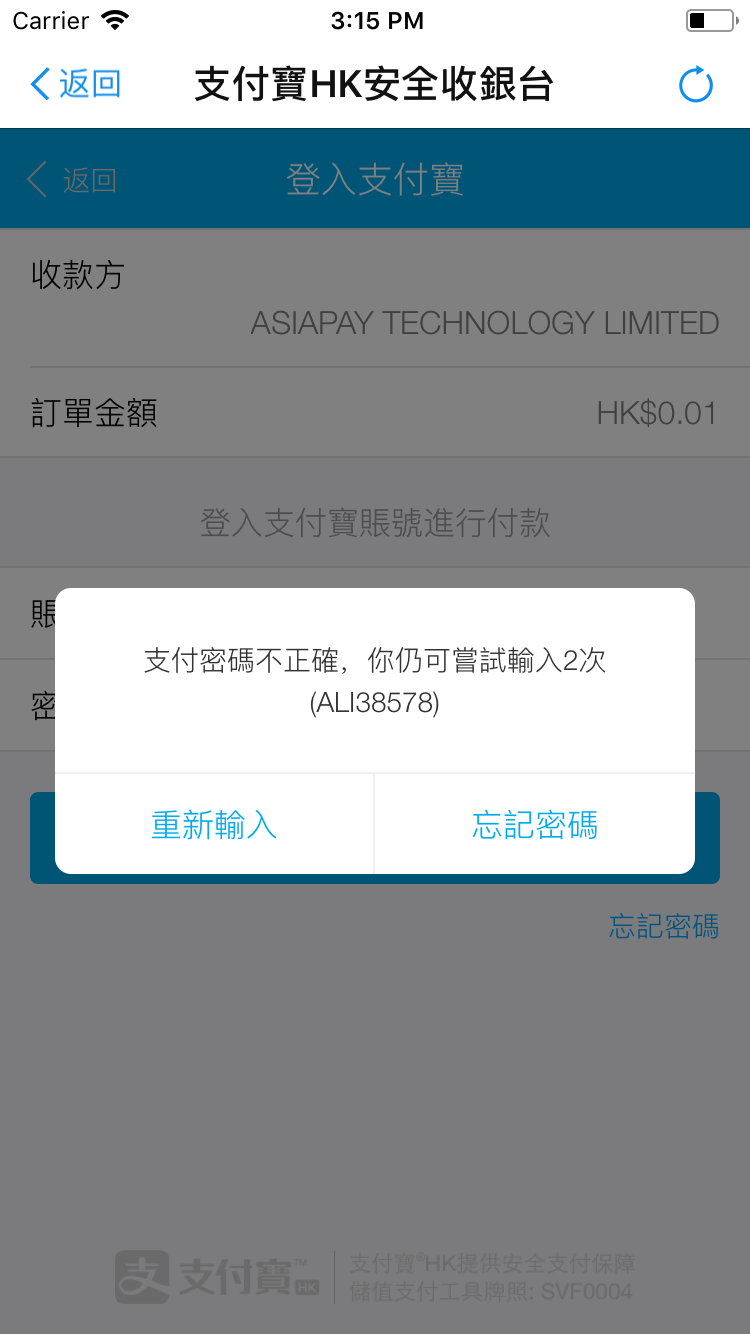 Carrier 3:15 PM
返回 支付寶HK安全收銀台
返回 登入支付寶
收款方
ASIAPAY TECHNOLOGY LIMITED
訂單金額 HK$0.01
登入支付寶賬號進行付款
賬
支付密碼不正確，你仍可嘗試輸入2次
(ALI38578)
密
重新輸入 忘記密碼
忘記密碼
支付寶™ HK
支付寶®HK提供安全支付保障
儲值支付工具牌照: SVF0004